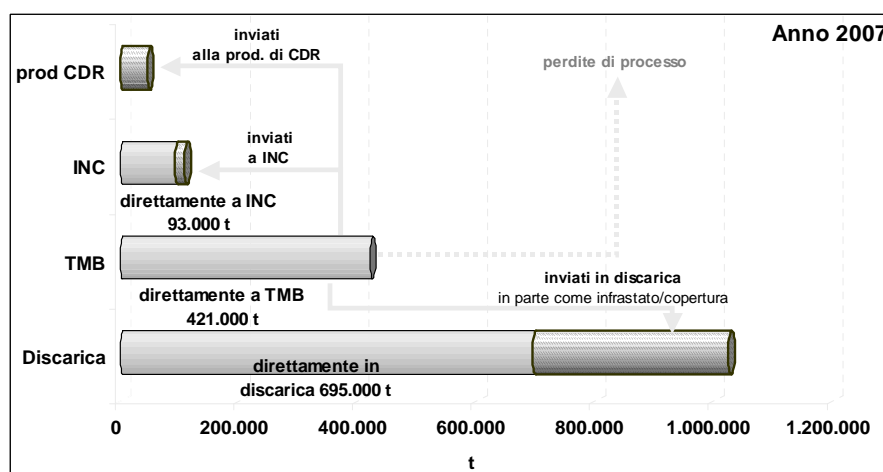 Anno 2007
inviati
alla prod. di CDR
prod CDR
perdite di processo
inviati
a INC
INC
direttamente a INC
93.000 t
TMB
inviati in discarica
in parte come infrastato/copertura
direttamente a TMB
421.000 t
Discarica
direttamente in
discarica 695.000 t
0 200.000 400.000 600.000 800.000 1.000.000 1.200.000
t